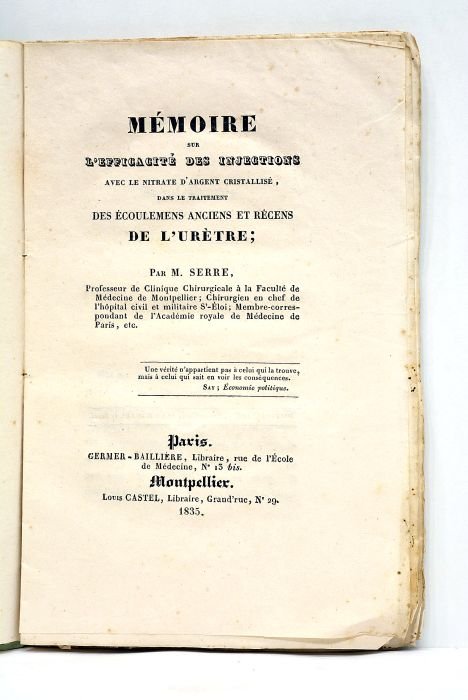 MÉMOIRE
SUR
L'EFFICACITÉ DES INJECTIONS
AVEC LE NITRATE D'ARGENT CRISTALLISÉ,
DANS LE TRAITEMENT
DES ÉCOULEMENS ANCIENS ET RÉCENS
DE L'URÈTRE;
PAR M. SERRE,
Professeur de Clinique Chirurgicale à la Faculté de
Médecine de Montpellier; Chirurgien en chef de
l'hôpital civil et militaire St-Éloi; Membre-corres-
pondant de l'Académie royale de Médecine de
Paris, etc.
Une vérité n'appartient pas à celui qui la trouve,
mais à celui qui sait en voir les conséquences.
SAY; Économie politique.
Paris.
GERMER-BAILLIÈRE, Libraire, rue de l'École
de Médecine, No 13 bis.
Montpellier.
LOUIS CASTEL, Libraire, Grand'rue, No 29.
1835.